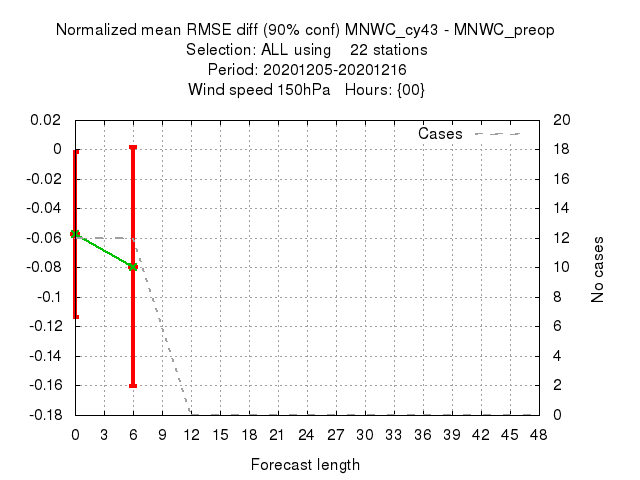 Normalized mean RMSE diff (90% conf) MNWC_cy43 - MNWC_preop
Selection: ALL using    22 stations
Period: 20201205-20201216
Wind speed 150hPa   Hours: {00}
0.02
0
-0.02
-0.04
-0.06
-0.08
-0.1
-0.12
-0.14
-0.16
-0.18
Cases
20
18
16
14
12
10
8
6
4
2
0
No cases
0 3 6 9 12 15 18 21 24 27 30 33 36 39 42 45 48
Forecast length